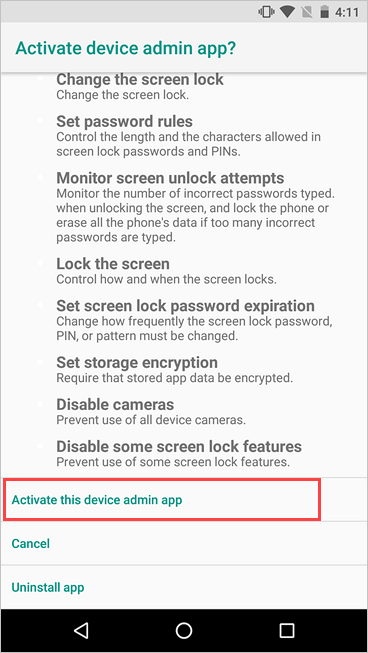 4:11
Activate device admin app?
Change the screen lock
Change the screen lock.
Set password rules
Control the length and the characters allowed in
screen lock passwords and PINs.
Monitor screen unlock attempts
Monitor the number of incorrect passwords typed.
when unlocking the screen, and lock the phone or
erase all the phone's data if too many incorrect
passwords are typed.
Lock the screen
Control how and when the screen locks.
Set screen lock password expiration
Change how frequently the screen lock password,
PIN, or pattern must be changed.
Set storage encryption
Require that stored app data be encrypted.
Disable cameras
Prevent use of all device cameras.
Disable some screen lock features
Prevent use of some screen lock features.
Activate this device admin app
Cancel
Uninstall app